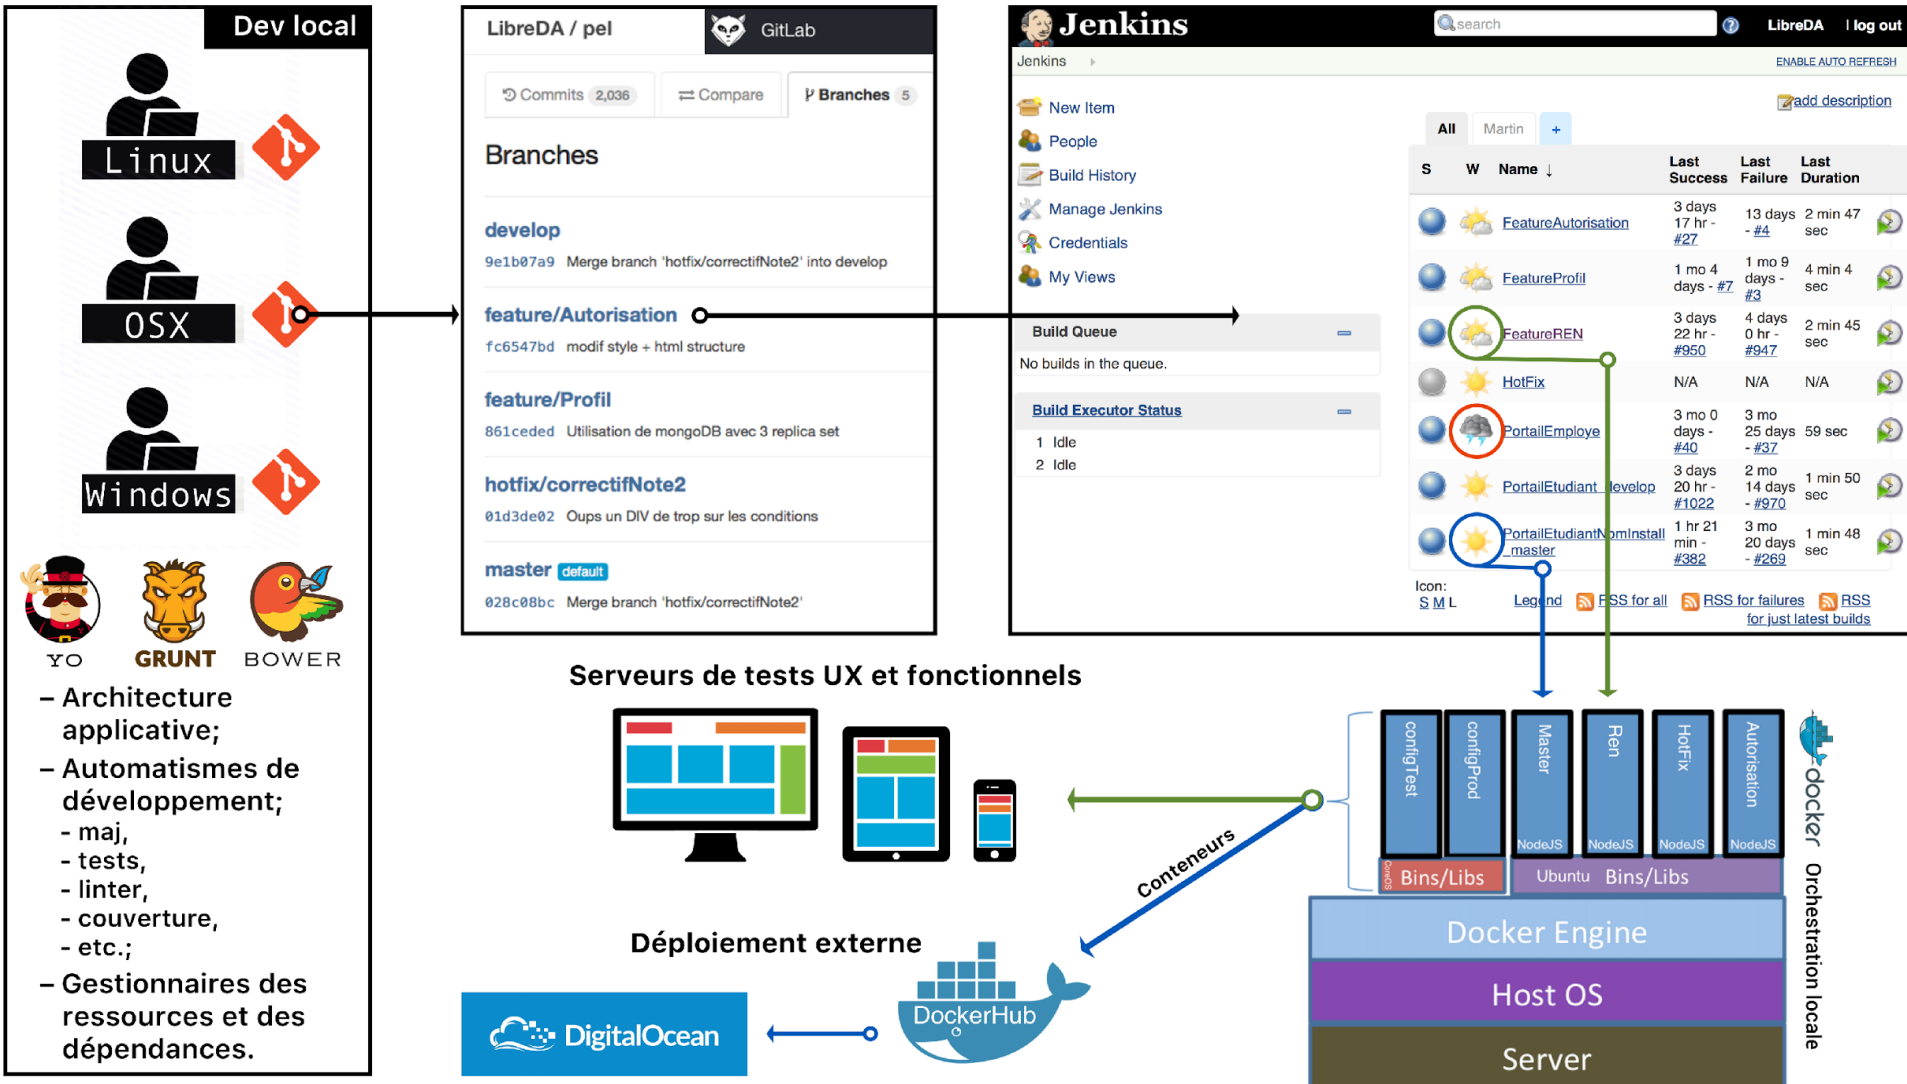 Dev local
Linux
OSX
Windows
YO
GRUNT
BOWER
– Architecture
applicative;
– Automatismes de
développement;
- maj,
- tests,
- linter,
- couverture,
- etc.;
– Gestionnaires des
ressources et des
dépendances.
LibreDA / pel
GitLab
Commits 2,036
Compare
Branches 5
Branches
develop
9e1b07a9 Merge branch 'hotfix/correctifNote2' into develop
feature/Autorisation
fc6547bd modif style + html structure
feature/Profil
861ceded Utilisation de mongoDB avec 3 replica set
hotfix/correctifNote2
01d3de02 Oups un DIV de trop sur les conditions
master default
028c08bc Merge branch 'hotfix/correctifNote2'
Jenkins
search
?
LibreDA | log out
Jenkins
ENABLE AUTO REFRESH
New Item
People
Build History
Manage Jenkins
Credentials
My Views
Build Queue
No builds in the queue.
Build Executor Status
1 Idle
2 Idle
add description
All Martin +
S W Name ↓ Last Success Last Failure Last Duration
FeatureAutorisation 3 days 17 hr - #27 13 days - #4 2 min 47 sec
FeatureProfil 1 mo 4 days - #7 1 mo 9 days - #3 4 min 4 sec
FeatureREN 3 days 22 hr - #950 4 days 0 hr - #947 2 min 45 sec
HotFix N/A N/A N/A
PortailEmploye 3 mo 0 days - #40 3 mo 25 days - #37 59 sec
PortailEtudiant_develop 3 days 20 hr - #1022 2 mo 14 days - #970 1 min 50 sec
PortailEtudiantNomInstall_master 1 hr 21 min - #382 3 mo 20 days - #269 1 min 48 sec
Icon:
S M L
Legend RSS for all RSS for failures RSS
for just latest builds
Serveurs de tests UX et fonctionnels
Conteneurs
Déploiement externe
DigitalOcean
DockerHub
configTest
configProd
Master
NodeJS
Ren
NodeJS
HotFix
NodeJS
Autorisation
NodeJS
CoreOS
Bins/Libs
Ubuntu Bins/Libs
Docker Engine
Host OS
Server
docker
Orchestration locale